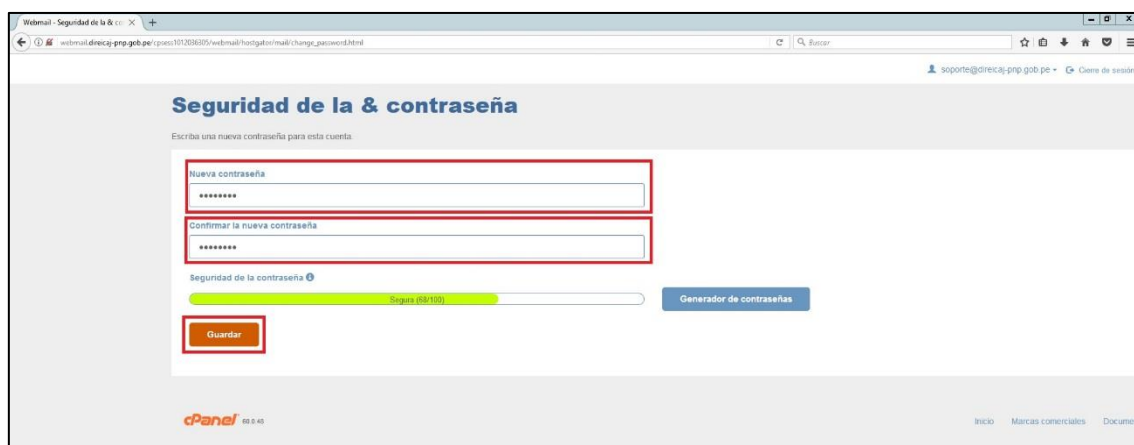 Webmail - Seguridad de la & co
webmail.direicaj-pnp.gob.pe/cpsess1012036305/webmail/hostgator/mail/change_password.html
Buscar
soporte@direicaj-pnp.gob.pe
Cierre de sesión
Seguridad de la & contraseña
Escriba una nueva contraseña para esta cuenta.
Nueva contraseña
••••••••
Confirmar la nueva contraseña
••••••••
Seguridad de la contraseña
Segura (68/100)
Generador de contraseñas
Guardar
cPanel 60.0.45
Inicio Marcas comerciales Docume